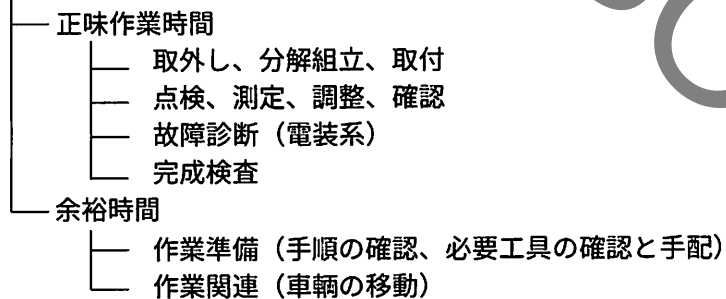 正味作業時間
取外し、分解組立、取付
点検、測定、調整、確認
故障診断（電装系）
完成検査
余裕時間
作業準備（手順の確認、必要工具の確認と手配）
作業関連（車輌の移動）